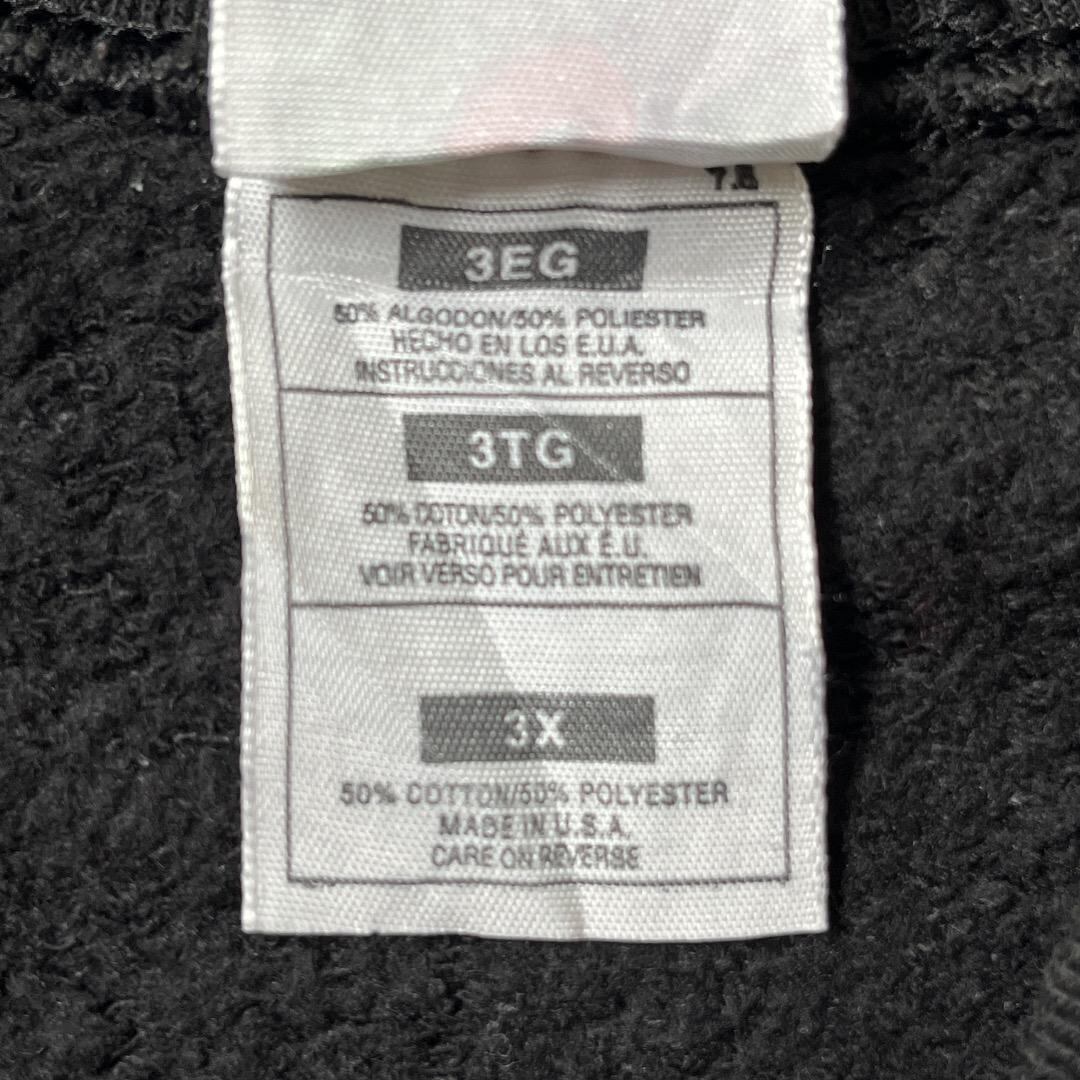 3EG
50% ALGODON/50% POLIESTER
HECHO EN LOS E.U.A.
INSTRUCCIONES AL REVERSO
3TG
50% COTON/50% POLYESTER
FABRIQUÉ AUX É.U.
VOIR VERSO POUR ENTRETIEN
3X
50% COTTON/50% POLYESTER
MADE IN U.S.A.
CARE ON REVERSE